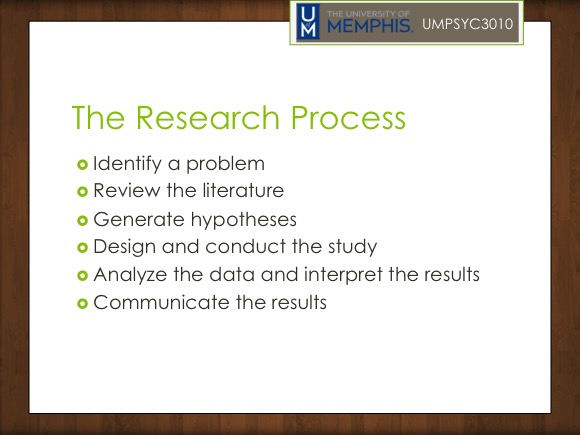 UM
THE UNIVERSITY OF
MEMPHIS.
UMPSYC3010
The Research Process
Identify a problem
Review the literature
Generate hypotheses
Design and conduct the study
Analyze the data and interpret the results
Communicate the results